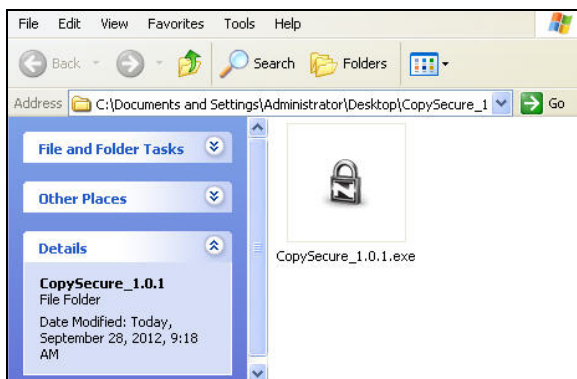 File Edit View Favorites Tools Help
Back Search Folders
Address C:\Documents and Settings\Administrator\Desktop\CopySecure_1 Go
File and Folder Tasks
Other Places
Details
CopySecure_1.0.1
File Folder
Date Modified: Today,
September 28, 2012, 9:18
AM
CopySecure_1.0.1.exe